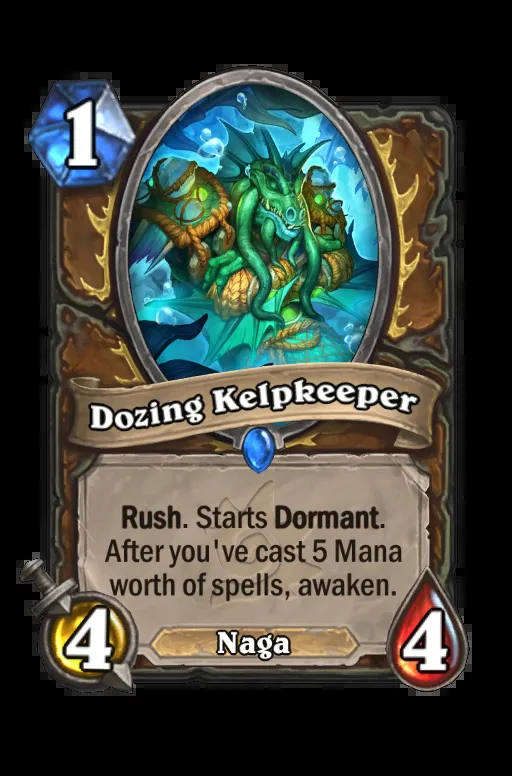 1
Dozing Kelpkeeper
Rush. Starts Dormant.
After you've cast 5 Mana
worth of spells, awaken.
4
Naga
4